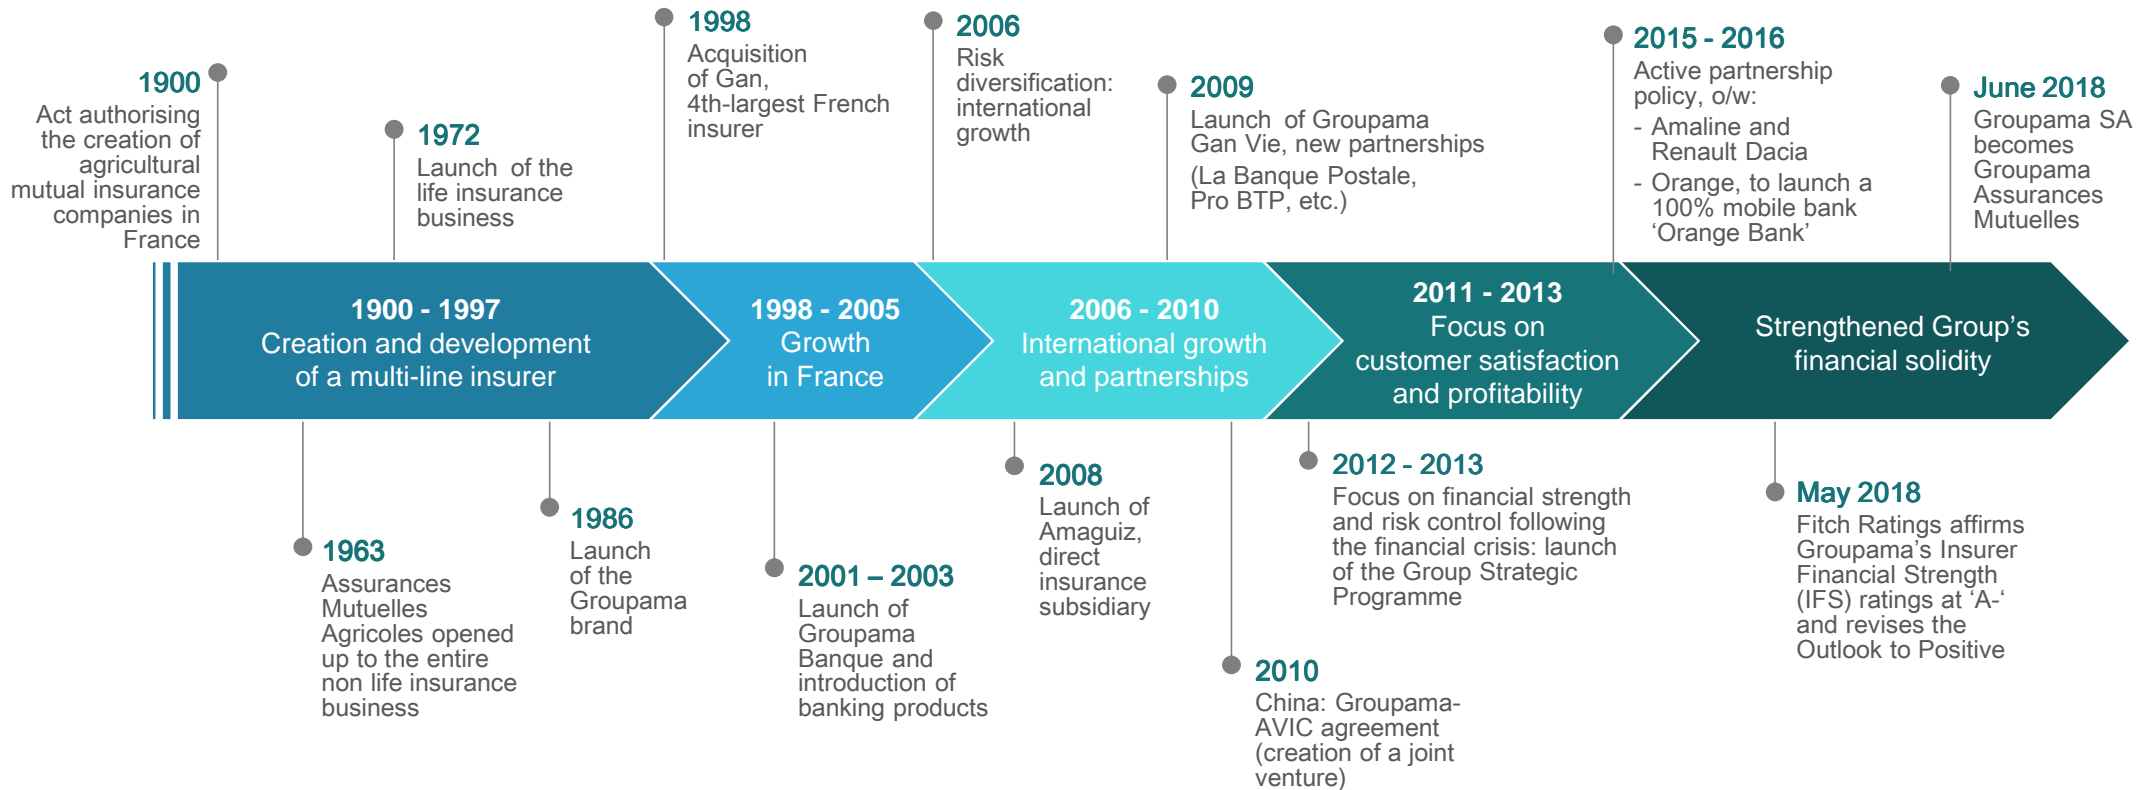 1900
Act authorising
the creation of
agricultural
mutual insurance
companies in
France
1972
Launch of the
life insurance
business
1998
Acquisition
of Gan,
4th-largest French
insurer
2006
Risk
diversification:
international
growth
2009
Launch of Groupama
Gan Vie, new partnerships
(La Banque Postale,
Pro BTP, etc.)
2015 - 2016
Active partnership
policy, o/w:
- Amaline and
Renault Dacia
- Orange, to launch a
100% mobile bank
‘Orange Bank’
June 2018
Groupama SA
becomes
Groupama
Assurances
Mutuelles
1900 - 1997
Creation and development
of a multi-line insurer
1998 - 2005
Growth
in France
2006 - 2010
International growth
and partnerships
2011 - 2013
Focus on
customer satisfaction
and profitability
Strengthened Group’s
financial solidity
1963
Assurances
Mutuelles
Agricoles opened
up to the entire
non life insurance
business
1986
Launch
of the
Groupama
brand
2001 – 2003
Launch of
Groupama
Banque and
introduction of
banking products
2008
Launch of
Amaguiz,
direct
insurance
subsidiary
2010
China: Groupama-
AVIC agreement
(creation of a joint
venture)
2012 - 2013
Focus on financial strength
and risk control following
the financial crisis: launch
of the Group Strategic
Programme
May 2018
Fitch Ratings affirms
Groupama’s Insurer
Financial Strength
(IFS) ratings at ‘A-‘
and revises the
Outlook to Positive